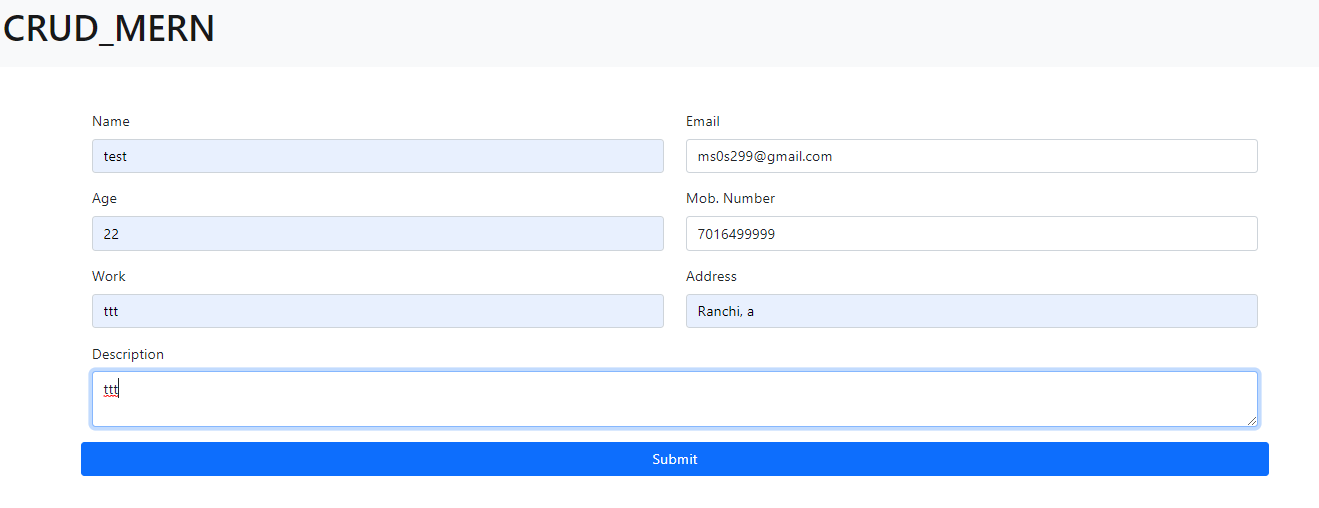 CRUD_MERN
Name
Email
test
ms0s299@gmail.com
Age
Mob. Number
22
7016499999
Work
Address
ttt
Ranchi, a
Description
ttt
Submit